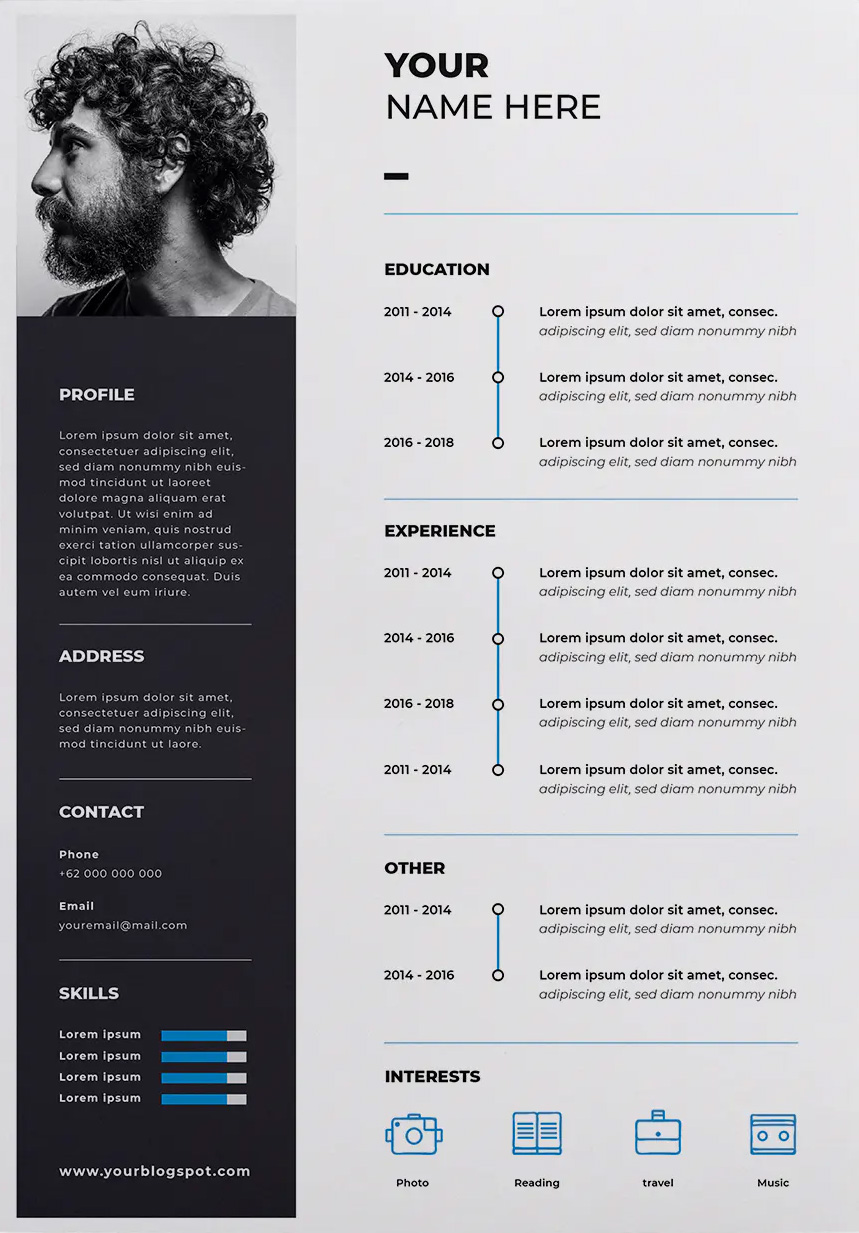 YOUR
NAME HERE
PROFILE
Lorem ipsum dolor sit amet,
consectetuer adipiscing elit,
sed diam nonummy nibh euis-
mod tincidunt ut laoreet
dolore magna aliquam erat
volutpat. Ut wisi enim ad
minim veniam, quis nostrud
exerci tation ullamcorper sus-
cipit lobortis nisl ut aliquip ex
ea commodo consequat. Duis
autem vel eum iriure.
ADDRESS
Lorem ipsum dolor sit amet,
consectetuer adipiscing elit,
sed diam nonummy nibh euis-
mod tincidunt ut laore.
CONTACT
Phone
+62 000 000 000
Email
youremail@mail.com
SKILLS
Lorem ipsum
Lorem ipsum
Lorem ipsum
Lorem ipsum
www.yourblogspot.com
EDUCATION
2011 - 2014 Lorem ipsum dolor sit amet, consec.
adipiscing elit, sed diam nonummy nibh
2014 - 2016 Lorem ipsum dolor sit amet, consec.
adipiscing elit, sed diam nonummy nibh
2016 - 2018 Lorem ipsum dolor sit amet, consec.
adipiscing elit, sed diam nonummy nibh
EXPERIENCE
2011 - 2014 Lorem ipsum dolor sit amet, consec.
adipiscing elit, sed diam nonummy nibh
2014 - 2016 Lorem ipsum dolor sit amet, consec.
adipiscing elit, sed diam nonummy nibh
2016 - 2018 Lorem ipsum dolor sit amet, consec.
adipiscing elit, sed diam nonummy nibh
2011 - 2014 Lorem ipsum dolor sit amet, consec.
adipiscing elit, sed diam nonummy nibh
OTHER
2011 - 2014 Lorem ipsum dolor sit amet, consec.
adipiscing elit, sed diam nonummy nibh
2014 - 2016 Lorem ipsum dolor sit amet, consec.
adipiscing elit, sed diam nonummy nibh
INTERESTS
Photo Reading travel Music